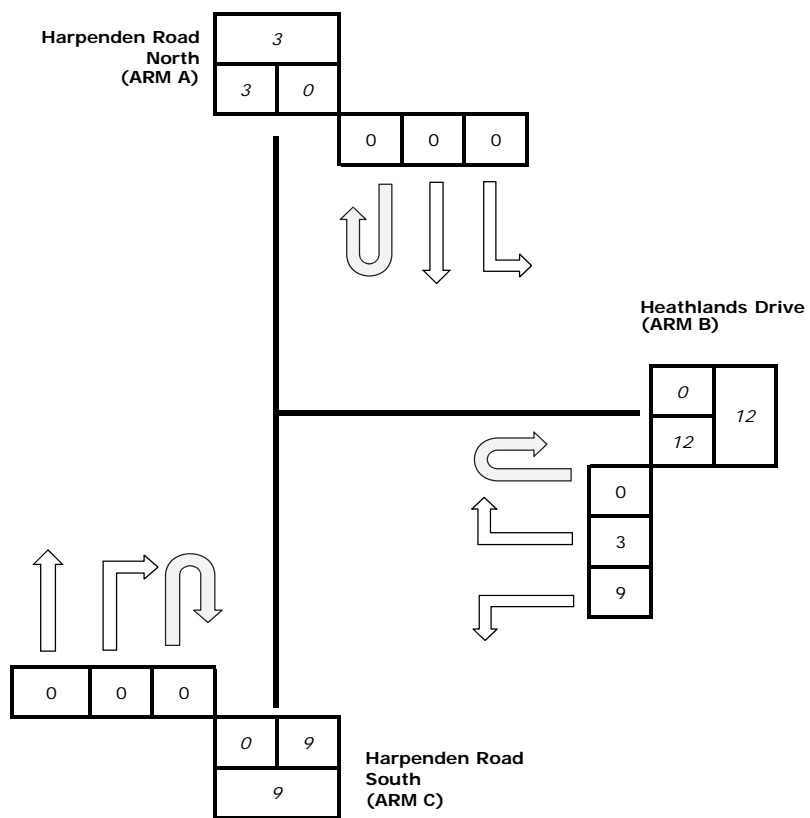 Harpenden Road
North
(ARM A)
3
3 0
0 0 0
Heathlands Drive
(ARM B)
0
12
12
0
3
9
0 0 0
0 9
9
Harpenden Road
South
(ARM C)